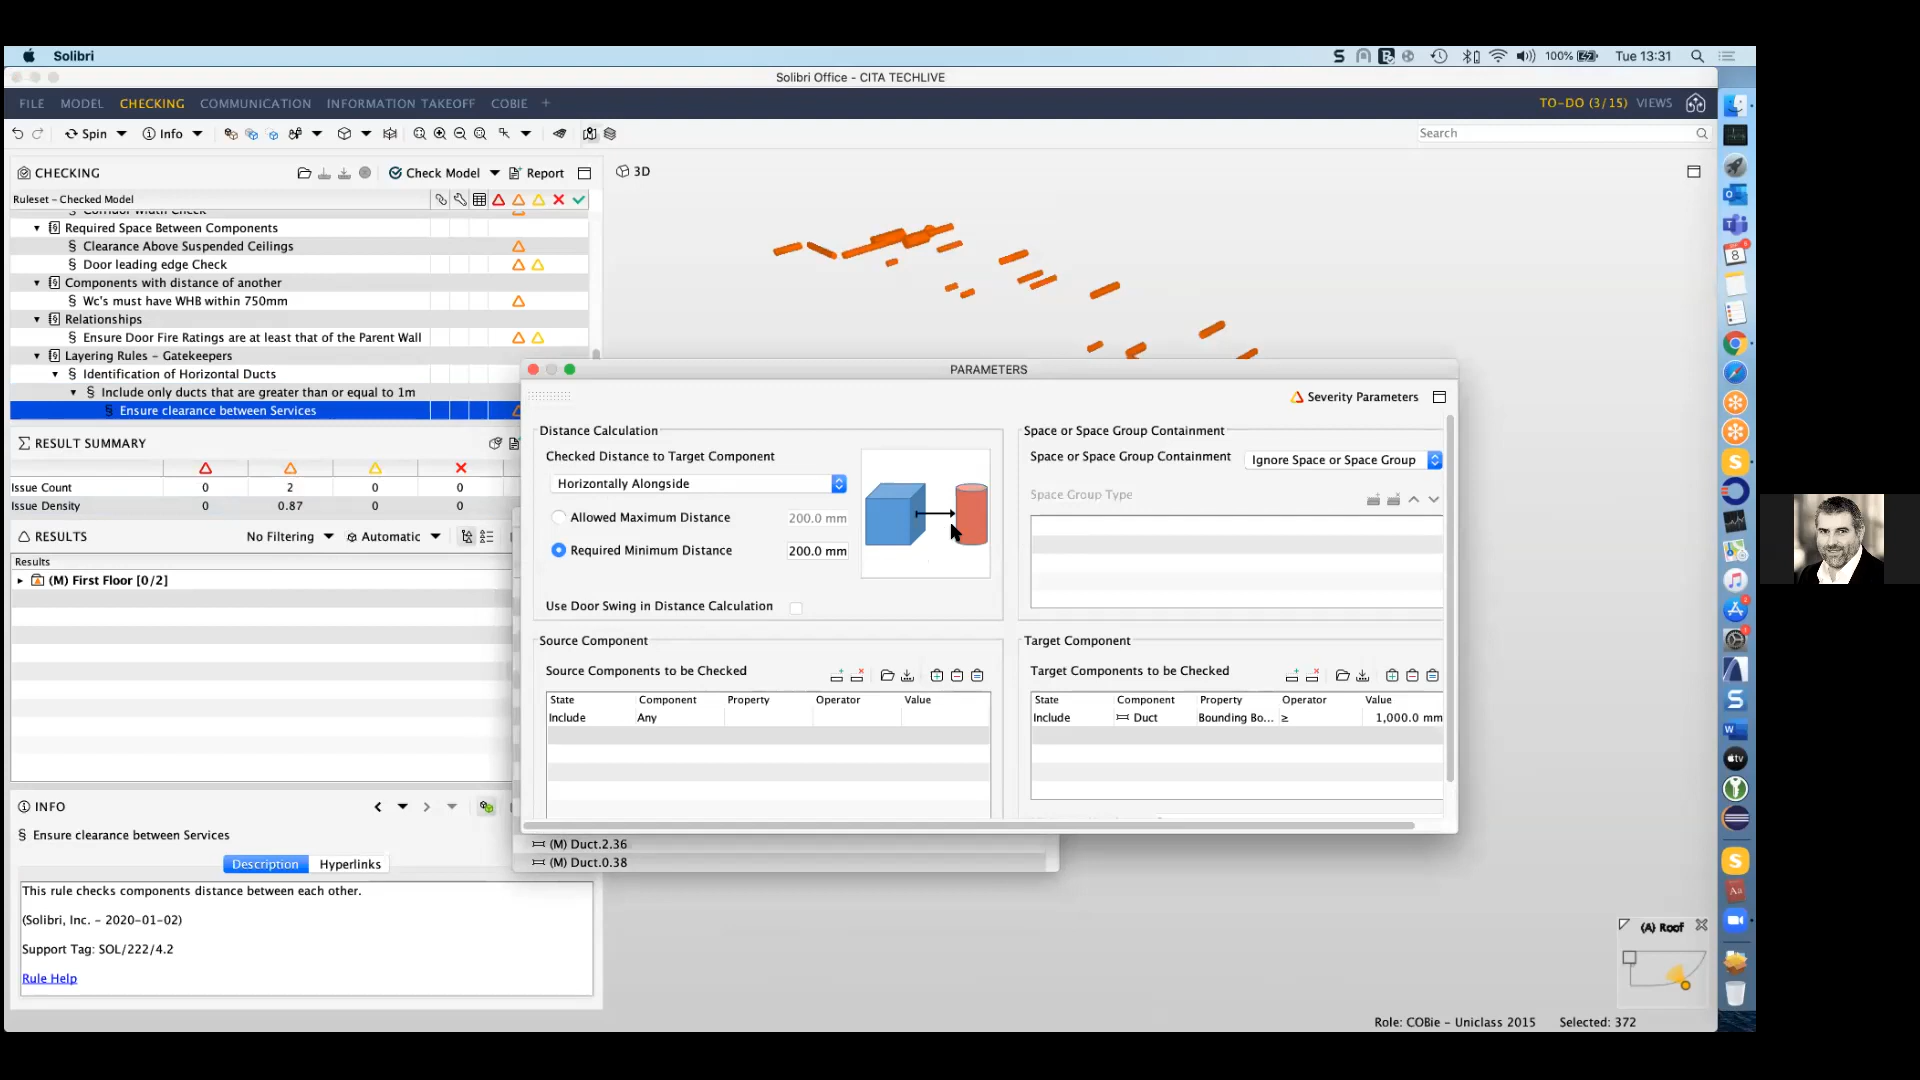 Solibri
100%
Tue 13:31
Solibri Office - CITA TECHLIVE
FILE MODEL CHECKING COMMUNICATION INFORMATION TAKEOFF COBIE +
TO-DO (3/15) VIEWS
Spin Info
Search
CHECKING
Check Model Report
3D
Ruleset - Checked Model
Corridor Width Check
Required Space Between Components
§ Clearance Above Suspended Ceilings
§ Door leading edge Check
Components with distance of another
§ Wc's must have WHB within 750mm
Relationships
§ Ensure Door Fire Ratings are at least that of the Parent Wall
Layering Rules - Gatekeepers
§ Identification of Horizontal Ducts
§ Include only ducts that are greater than or equal to 1m
§ Ensure clearance between Services
RESULT SUMMARY
Issue Count 0 2 0 0
Issue Density 0 0.87 0 0
RESULTS
No Filtering Automatic
Results
(M) First Floor [0/2]
INFO
§ Ensure clearance between Services
Description Hyperlinks
This rule checks components distance between each other.
(Solibri, Inc. - 2020-01-02)
Support Tag: SOL/222/4.2
Rule Help
PARAMETERS
Severity Parameters
Distance Calculation
Checked Distance to Target Component
Horizontally Alongside
Allowed Maximum Distance 200.0 mm
Required Minimum Distance 200.0 mm
Use Door Swing in Distance Calculation
Space or Space Group Containment
Space or Space Group Containment Ignore Space or Space Group
Space Group Type
Source Component
Source Components to be Checked
State Component Property Operator Value
Include Any
Target Component
Target Components to be Checked
State Component Property Operator Value
Include Duct Bounding Bo... ≥ 1,000.0 mm
(M) Duct.2.36
(M) Duct.0.38
(A) Roof
Role: COBie - Uniclass 2015 Selected: 372